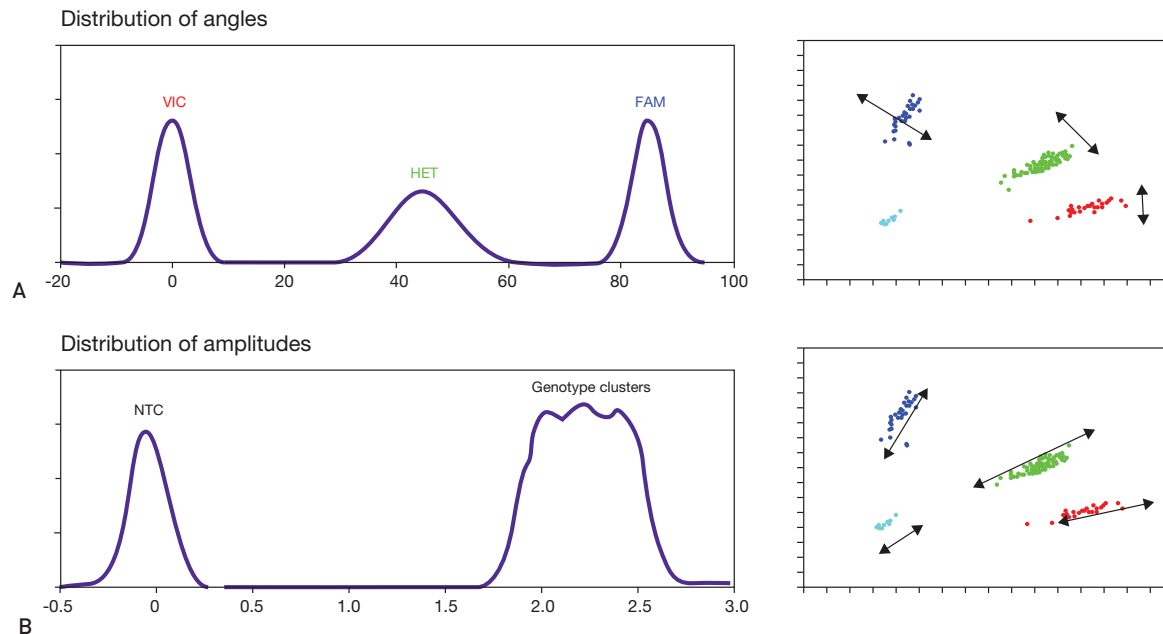 Distribution of angles
VIC
FAM
HET
A
-20 0 20 40 60 80 100
Distribution of amplitudes
NTC
Genotype clusters
-0.5 0 0.5 1.0 1.5 2.0 2.5 3.0
B